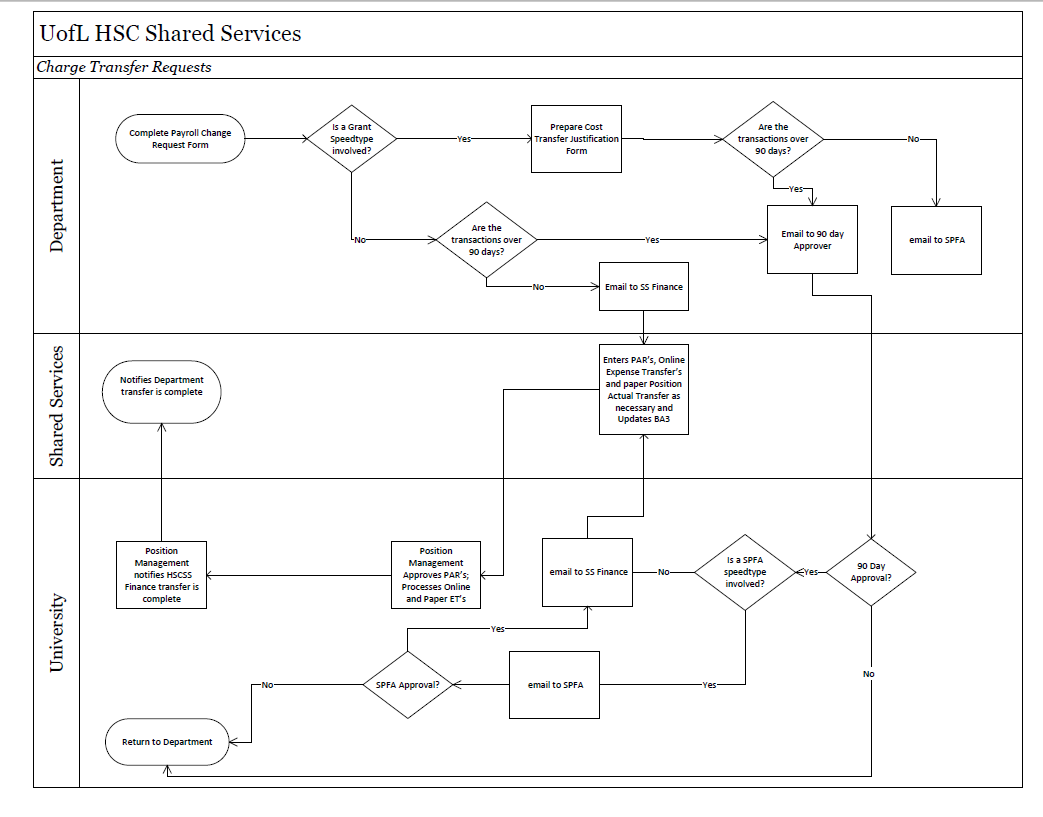 UofL HSC Shared Services
Charge Transfer Requests
Department
Complete Payroll Change
Request Form
Is a Grant
Speedtype
involved?
Yes
Prepare Cost
Transfer Justification
Form
Are the
transactions over
90 days?
No
Yes
No
Are the
transactions over
90 days?
Yes
Email to 90 day
Approver
email to SPFA
No
Email to SS Finance
Shared Services
Notifies Department
transfer is complete
Enters PAR's, Online
Expense Transfer's
and paper Position
Actual Transfer as
necessary and
Updates BA3
University
Position
Management
notifies HSCSS
Finance transfer is
complete
Position
Management
Approves PAR's;
Processes Online
and Paper ET's
email to SS Finance
No
Is a SPFA
speedtype
involved?
Yes
90 Day
Approval?
Yes
No
SPFA Approval?
email to SPFA
Yes
No
Return to Department